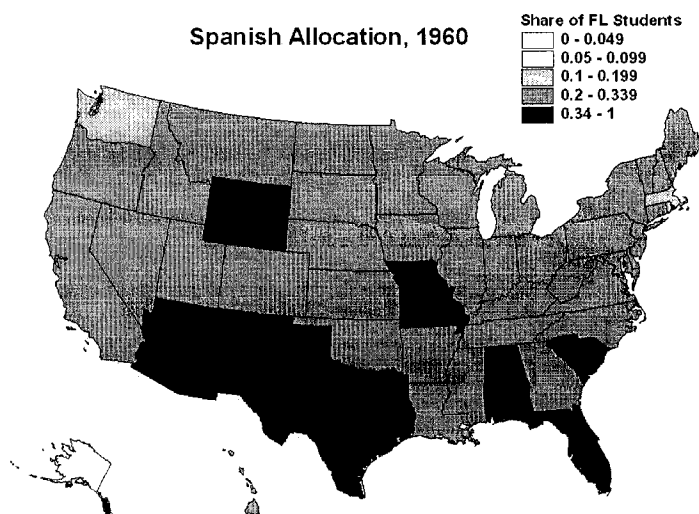 Spanish Allocation, 1960
Share of FL Students
0 - 0.049
0.05 - 0.099
0.1 - 0.199
0.2 - 0.339
0.34 - 1